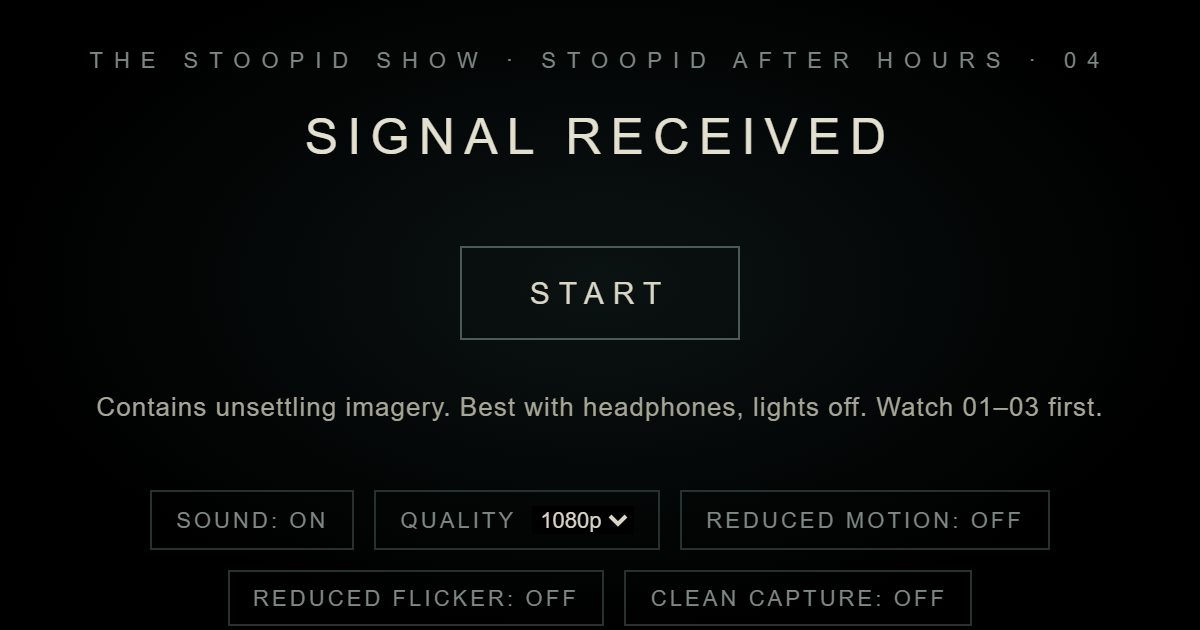 THE STOOPID SHOW · STOOPID AFTER HOURS · 04
SIGNAL RECEIVED
START
Contains unsettling imagery. Best with headphones, lights off. Watch 01–03 first.
SOUND: ON QUALITY 1080p REDUCED MOTION: OFF
REDUCED FLICKER: OFF CLEAN CAPTURE: OFF